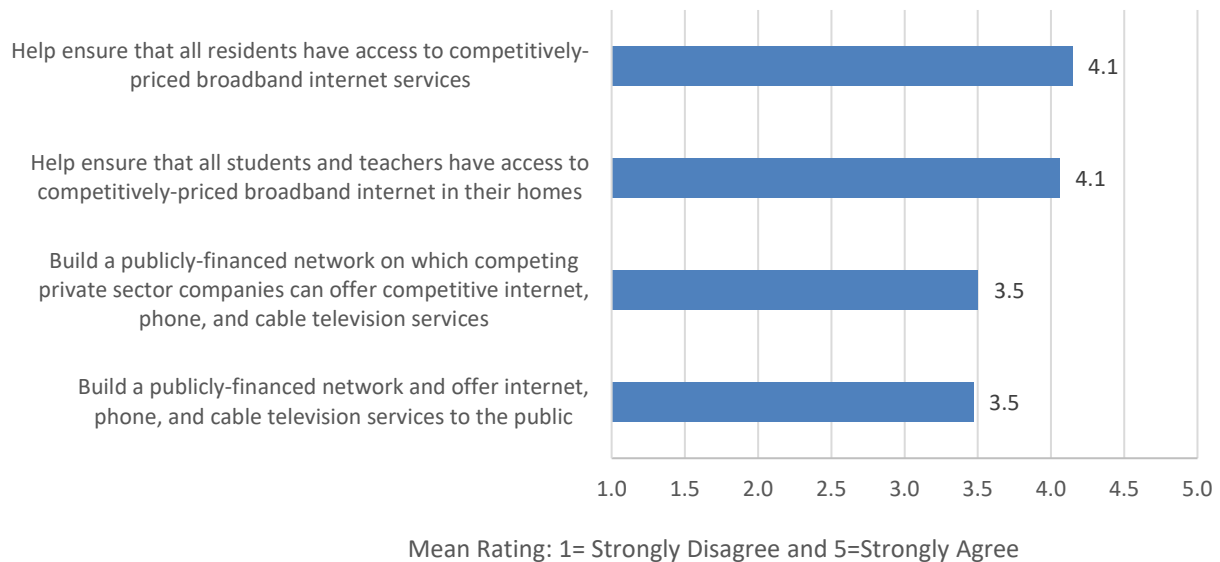 Help ensure that all residents have access to competitively-
priced broadband internet services
4.1
Help ensure that all students and teachers have access to
competitively-priced broadband internet in their homes
4.1
Build a publicly-financed network on which competing
private sector companies can offer competitive internet,
phone, and cable television services
3.5
Build a publicly-financed network and offer internet,
phone, and cable television services to the public
3.5
1.0 1.5 2.0 2.5 3.0 3.5 4.0 4.5 5.0
Mean Rating: 1= Strongly Disagree and 5=Strongly Agree